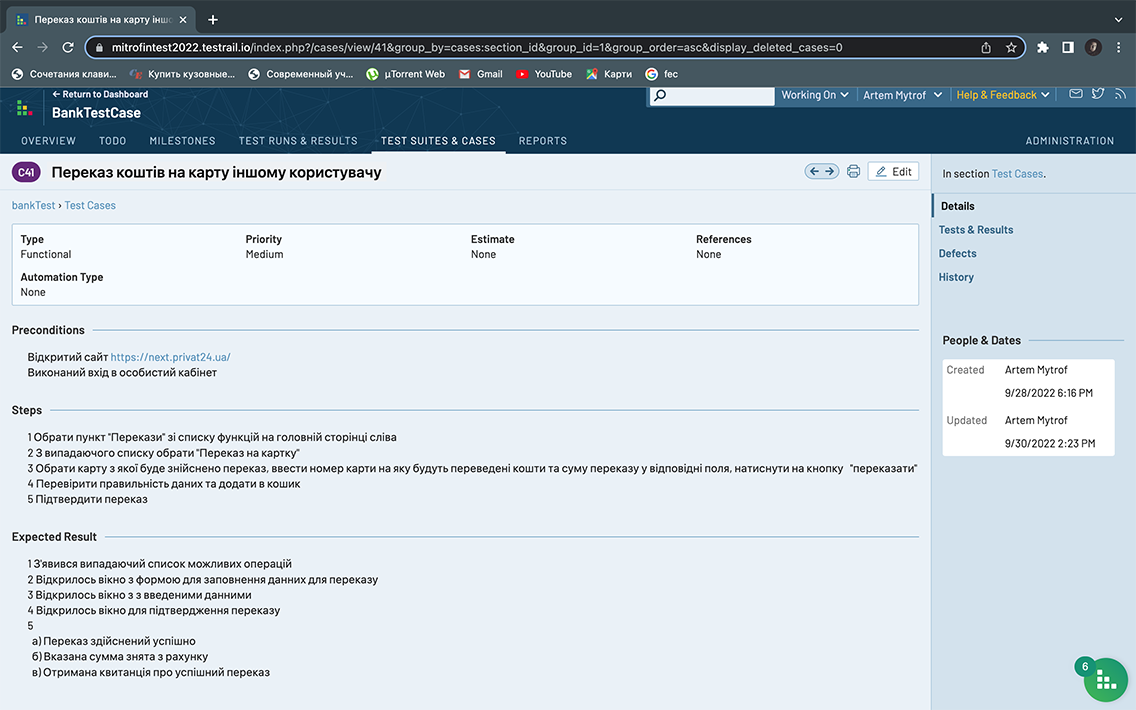 Переказ коштів на карту іншо
mitrofintest2022.testrail.io/index.php?/cases/view/41&group_by=cases:section_id&group_id=1&group_order=asc&display_deleted_cases=0
Сочетания клави... Купить кузовные... Современный уч... µTorrent Web Gmail YouTube Карти fec
← Return to Dashboard
BankTestCase
Working On Artem Mytrof Help & Feedback
OVERVIEW TODO MILESTONES TEST RUNS & RESULTS TEST SUITES & CASES REPORTS ADMINISTRATION
C41 Переказ коштів на карту іншому користувачу Edit
In section Test Cases.
bankTest › Test Cases
Details
Tests & Results
Defects
History
Type Priority Estimate References
Functional Medium None None
Automation Type
None
Preconditions
Відкритий сайт https://next.privat24.ua/
Виконаний вхід в особистий кабінет
People & Dates
Created Artem Mytrof
9/28/2022 6:16 PM
Updated Artem Mytrof
9/30/2022 2:23 PM
Steps
1 Обрати пункт "Перекази" зі списку функцій на головній сторінці сліва
2 З випадаючого списку обрати "Переказ на картку"
3 Обрати карту з якої буде знійснено переказ, ввести номер карти на яку будуть переведені кошти та суму переказу у відповідні поля, натиснути на кнопку "переказати"
4 Перевірити правильність даних та додати в кошик
5 Підтвердити переказ
Expected Result
1 З'явився випадаючий список можливих операцій
2 Відкрилось вікно з формою для заповнення данних для переказу
3 Відкрилось вікно з з введеними данними
4 Відкрилось вікно для підтвердження переказу
5
а) Переказ здійснений успішно
б) Вказана сумма знята з рахунку
в) Отримана квитанція про успішний переказ
6